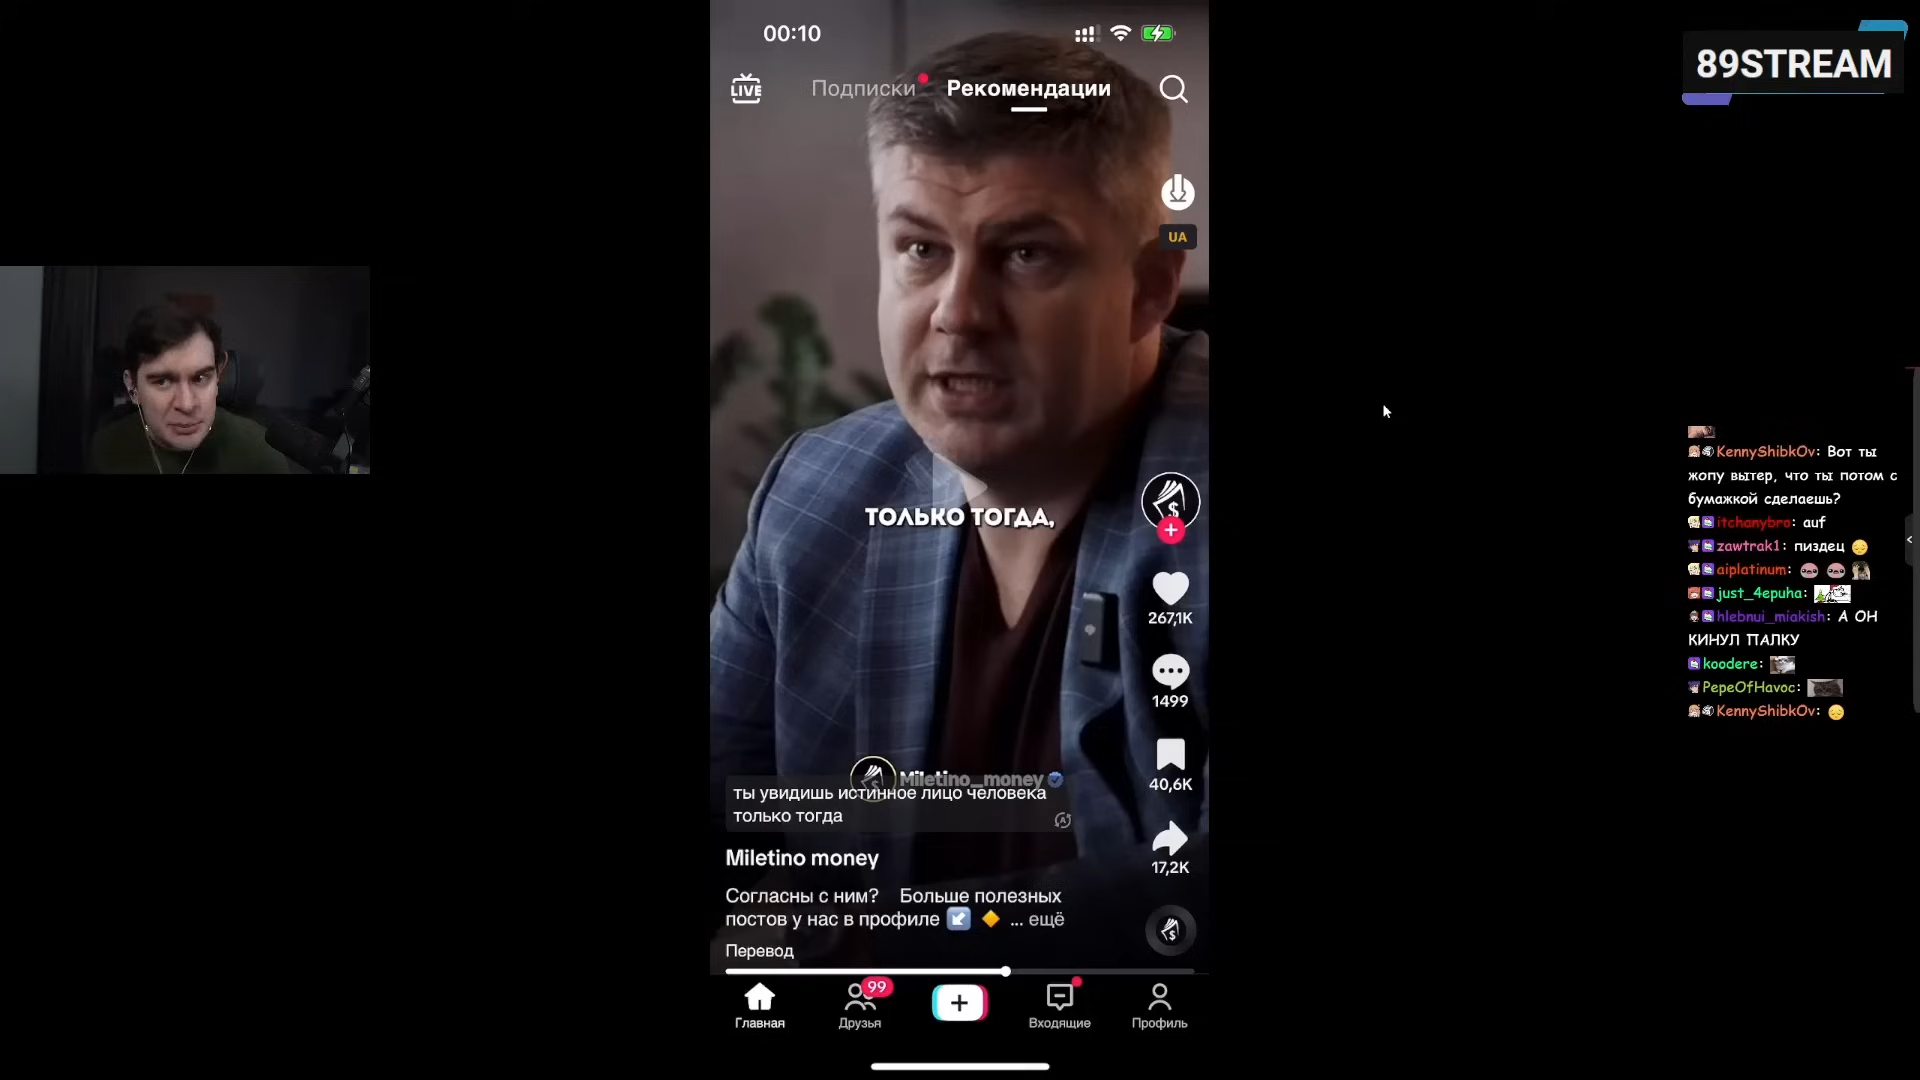 00:10
89STREAM
LIVE
Подписки
Рекомендации
UA
ТОЛЬКО ТОГДА,
267,1K
1499
40,6K
17,2K
Miletino_money
ты увидишь истинное лицо человека
только тогда
Miletino money
Согласны с ним? Больше полезных
постов у нас в профиле ... ещё
Перевод
Главная
99
Друзья
Входящие
Профиль
KennyShibkOv: Вот ты
жопу вытер, что ты потом с
бумажкой сделаешь?
itchanybro: auf
zawtrak1: пиздец
aiplatinum:
just_4epuha:
hlebnui_miakish: А ОН
КИНУЛ ПАЛКУ
koodere:
PepeOfHavoc:
KennyShibkOv: